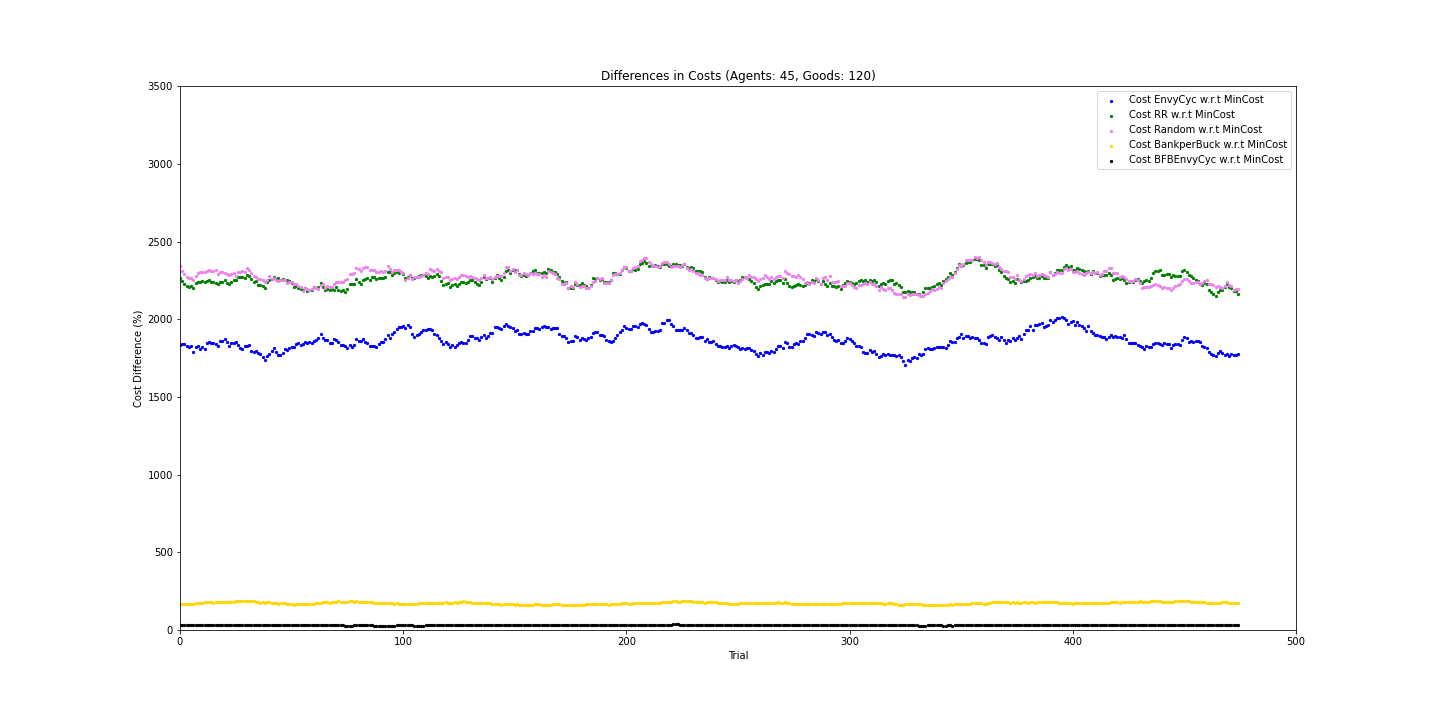 Differences in Costs (Agents: 45, Goods: 120)
3500
3000
2500
2000
1500
1000
500
0
Cost Difference (%)
0 100 200 300 400 500
Trial
Cost EnvyCyc w.r.t MinCost
Cost RR w.r.t MinCost
Cost Random w.r.t MinCost
Cost BankperBuck w.r.t MinCost
Cost BFBEnvyCyc w.r.t MinCost